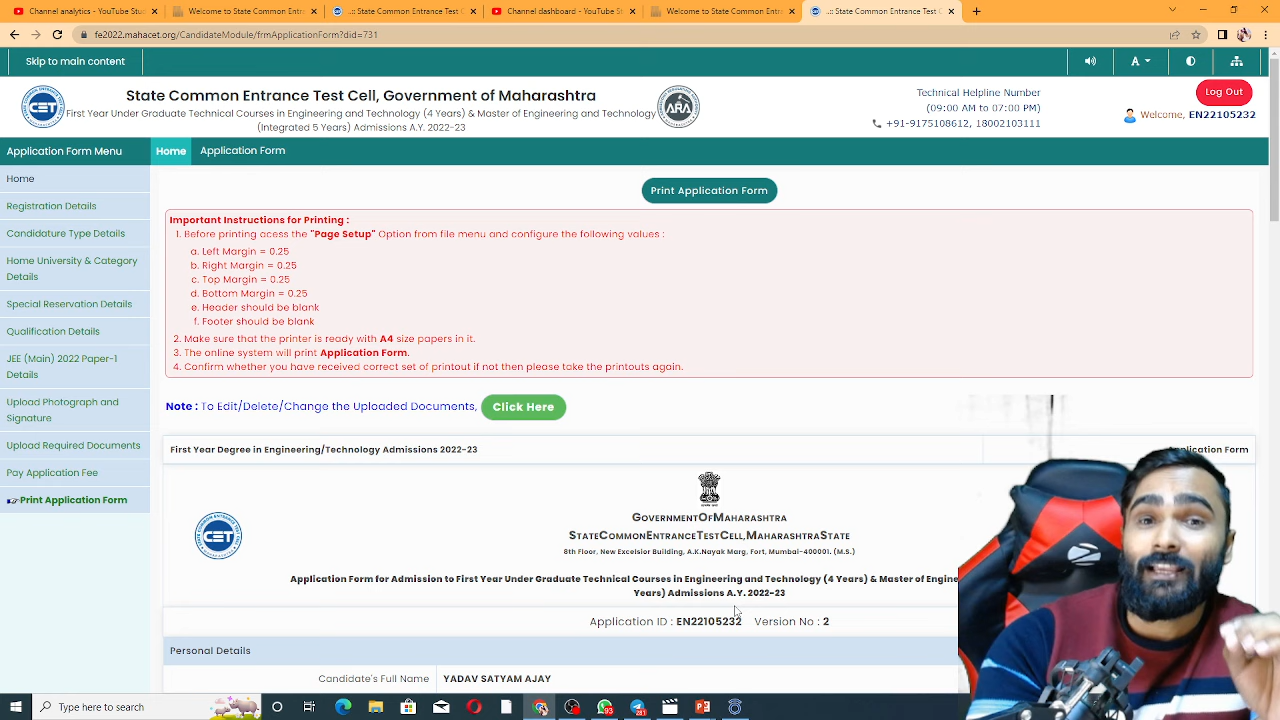 Channel analytics - YouTube Stu
Welcome to State Common Entr
.:: State Common Entrance Test C
Channel dashboard - YouTube St
Welcome to State Common Entr
.:: State Common Entrance Test C
fe2022.mahacet.org/CandidateModule/frmApplicationForm?did=731
Skip to main content
A
State Common Entrance Test Cell, Government of Maharashtra
First Year Under Graduate Technical Courses in Engineering and Technology (4 Years) & Master of Engineering and Technology
(Integrated 5 Years) Admissions A.Y. 2022-23
CET
ARA
Technical Helpline Number
(09:00 AM to 07:00 PM)
+91-9175108612, 18002103111
Log Out
Welcome, EN22105232
Application Form Menu
Home
Application Form
Home
Registration Details
Candidature Type Details
Home University & Category
Details
Special Reservation Details
Qualification Details
JEE (Main) 2022 Paper-1
Details
Upload Photograph and
Signature
Upload Required Documents
Pay Application Fee
Print Application Form
Print Application Form
Important Instructions for Printing :
1. Before printing acess the "Page Setup" Option from file menu and configure the following values :
a. Left Margin = 0.25
b. Right Margin = 0.25
c. Top Margin = 0.25
d. Bottom Margin = 0.25
e. Header should be blank
f. Footer should be blank
2. Make sure that the printer is ready with A4 size papers in it.
3. The online system will print Application Form.
4. Confirm whether you have received correct set of printout if not then please take the printouts again.
Note : To Edit/Delete/Change the Uploaded Documents, Click Here
First Year Degree in Engineering/Technology Admissions 2022-23
Application Form
CET
GovernmentOfMaharashtra
StateCommonEntranceTestCell,MaharashtraState
8th Floor, New Excelsior Building, A.K.Nayak Marg, Fort, Mumbai-400001. (M.S.)
Application Form for Admission to First Year Under Graduate Technical Courses in Engineering and Technology (4 Years) & Master of Engine
Years) Admissions A.Y. 2022-23
Application ID : EN22105232 Version No : 2
Personal Details
Candidate's Full Name YADAV SATYAM AJAY
Type here to search
93
281